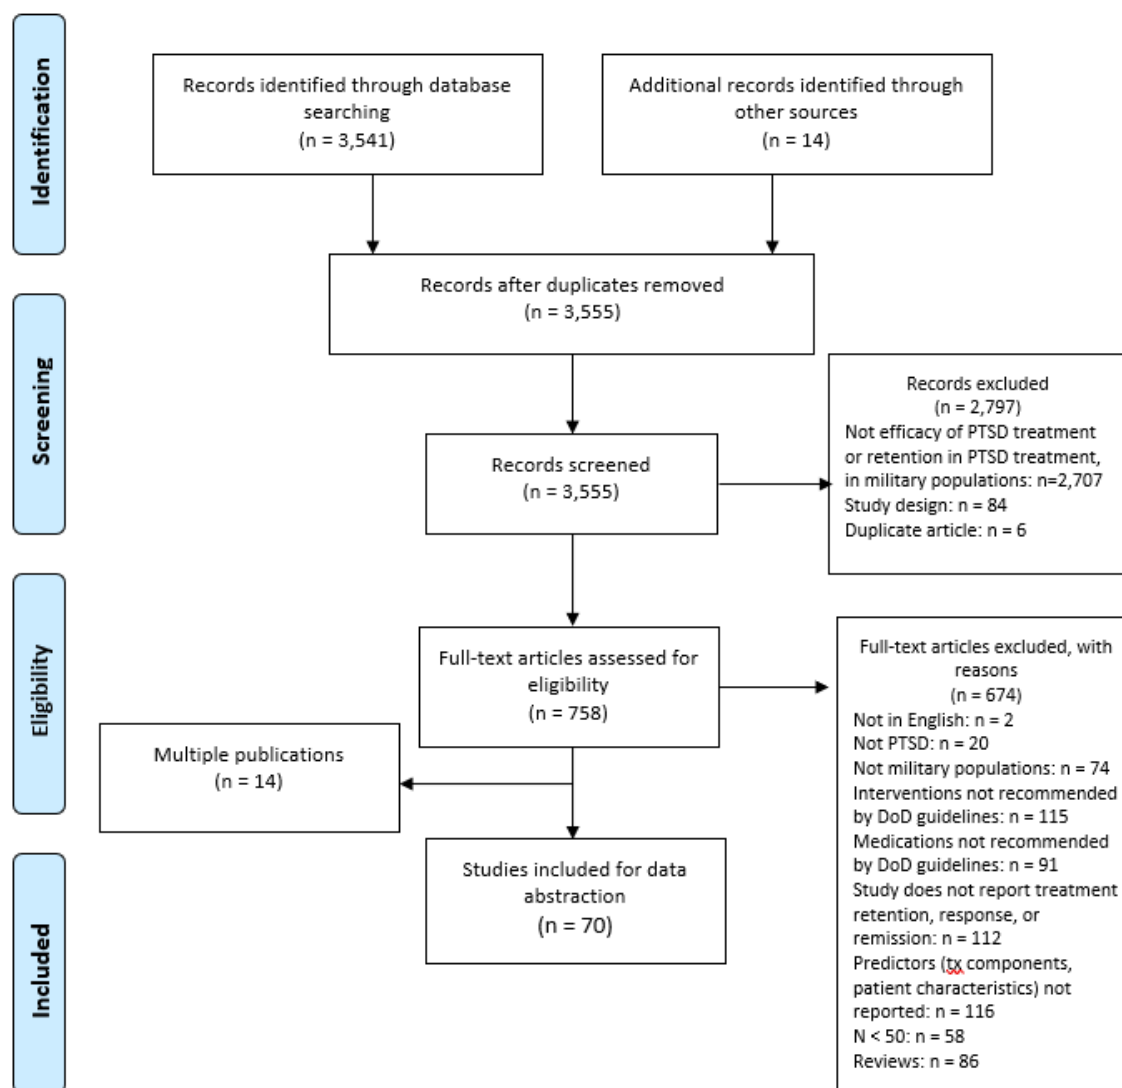 Identification
Records identified through database
searching
(n = 3,541)
Additional records identified through
other sources
(n = 14)
Records after duplicates removed
(n = 3,555)
Screening
Records screened
(n = 3,555)
Records excluded
(n = 2,797)
Not efficacy of PTSD treatment
or retention in PTSD treatment,
in military populations: n=2,707
Study design: n = 84
Duplicate article: n = 6
Eligibility
Full-text articles assessed for
eligibility
(n = 758)
Full-text articles excluded, with
reasons
(n = 674)
Not in English: n = 2
Not PTSD: n = 20
Not military populations: n = 74
Interventions not recommended
by DoD guidelines: n = 115
Medications not recommended
by DoD guidelines: n = 91
Study does not report treatment
retention, response, or
remission: n = 112
Predictors (tx components,
patient characteristics) not
reported: n = 116
N < 50: n = 58
Reviews: n = 86
Multiple publications
(n = 14)
Included
Studies included for data
abstraction
(n = 70)